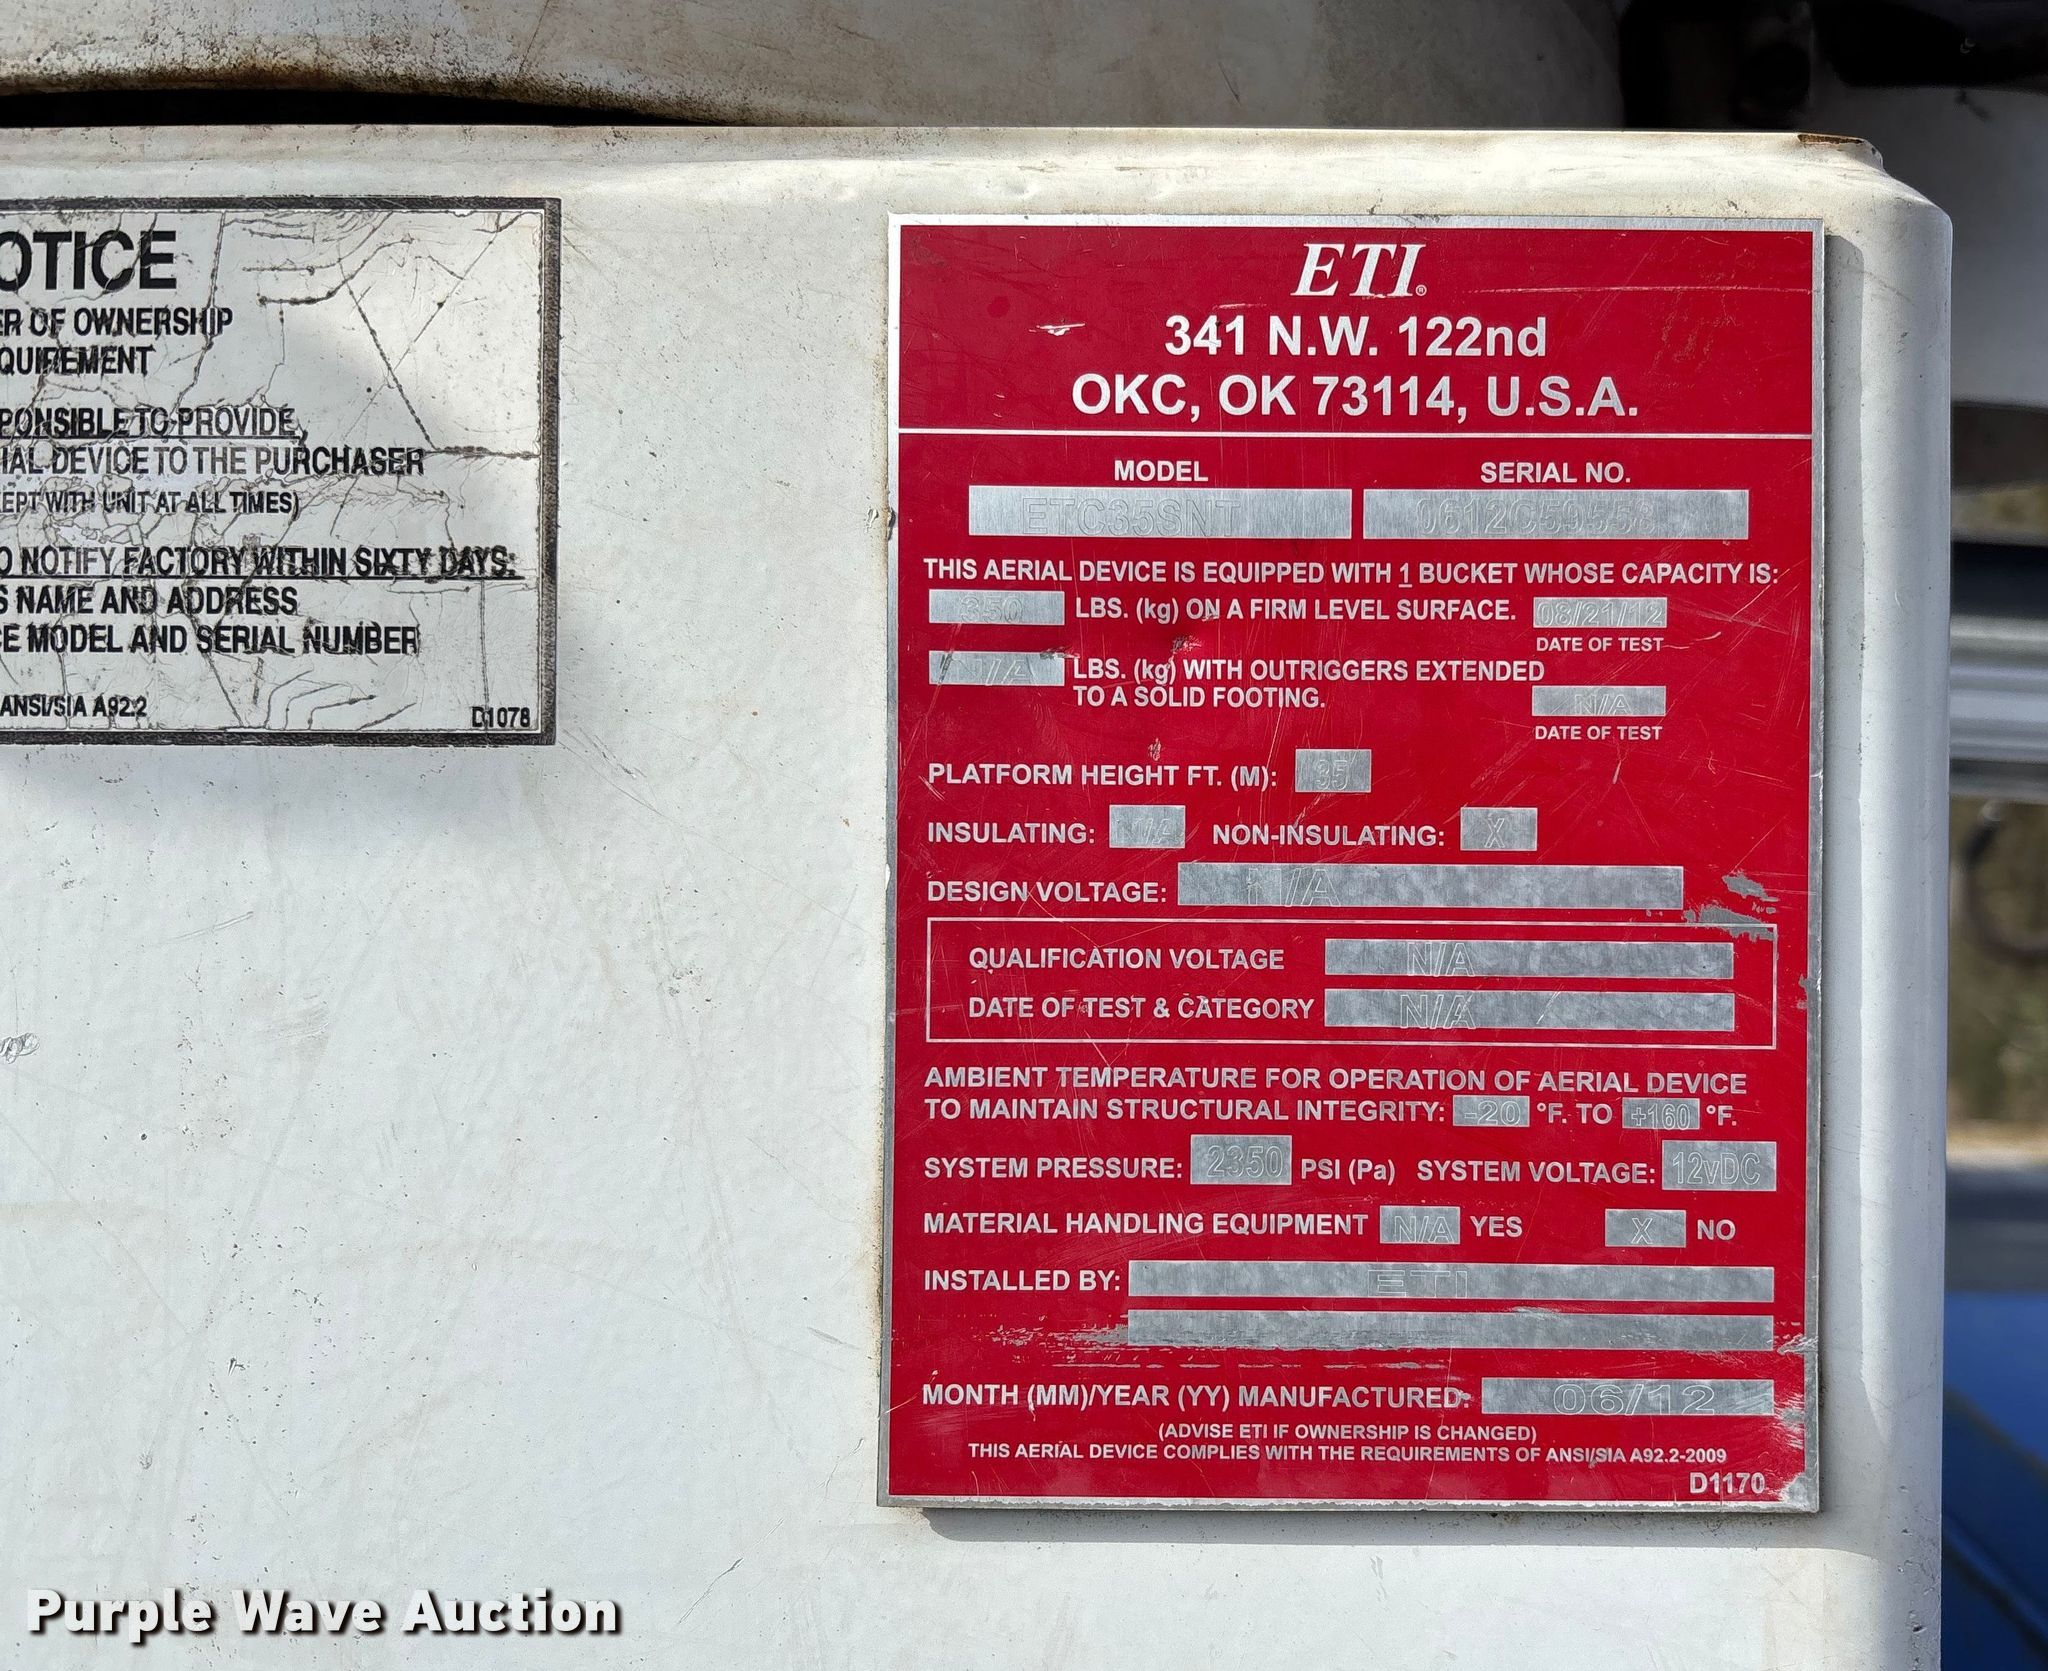 OTICE
ER OF OWNERSHIP
QUIREMENT
PONSIBLE TO PROVIDE,
IAL DEVICE TO THE PURCHASER
EPT WITH UNIT AT ALL TIMES)
O NOTIFY FACTORY WITHIN SIXTY DAYS:
S NAME AND ADDRESS
CE MODEL AND SERIAL NUMBER
ANSI/SIA A92.2
D1078
ETI®
341 N.W. 122nd
OKC, OK 73114, U.S.A.
MODEL SERIAL NO.
ETC35SNT 0612C59558
THIS AERIAL DEVICE IS EQUIPPED WITH 1 BUCKET WHOSE CAPACITY IS:
350 LBS. (kg) ON A FIRM LEVEL SURFACE. 08/21/12
DATE OF TEST
N/A LBS. (kg) WITH OUTRIGGERS EXTENDED
TO A SOLID FOOTING. N/A
DATE OF TEST
PLATFORM HEIGHT FT. (M): 35
INSULATING: N/A NON-INSULATING: X
DESIGN VOLTAGE: N/A
QUALIFICATION VOLTAGE N/A
DATE OF TEST & CATEGORY N/A
AMBIENT TEMPERATURE FOR OPERATION OF AERIAL DEVICE
TO MAINTAIN STRUCTURAL INTEGRITY: -20 °F. TO +160 °F.
SYSTEM PRESSURE: 2350 PSI (Pa) SYSTEM VOLTAGE: 12vDC
MATERIAL HANDLING EQUIPMENT N/A YES X NO
INSTALLED BY: ETI
MONTH (MM)/YEAR (YY) MANUFACTURED: 06/12
(ADVISE ETI IF OWNERSHIP IS CHANGED)
THIS AERIAL DEVICE COMPLIES WITH THE REQUIREMENTS OF ANSI/SIA A92.2-2009
D1170
Purple Wave Auction